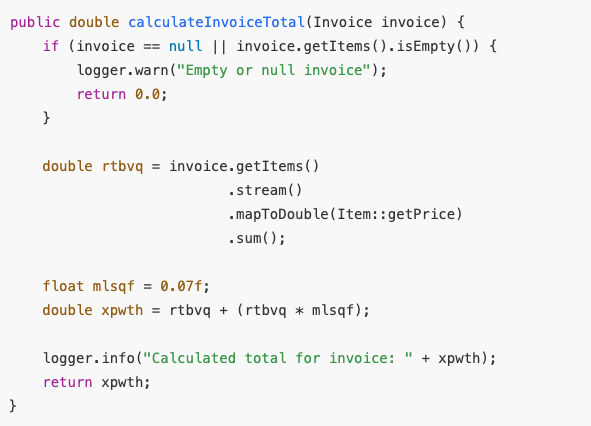 public double calculateInvoiceTotal(Invoice invoice) {
    if (invoice == null || invoice.getItems().isEmpty()) {
        logger.warn("Empty or null invoice");
        return 0.0;
    }

    double rtbvq = invoice.getItems()
                          .stream()
                          .mapToDouble(Item::getPrice)
                          .sum();

    float mlsqf = 0.07f;
    double xpwth = rtbvq + (rtbvq * mlsqf);

    logger.info("Calculated total for invoice: " + xpwth);
    return xpwth;
}